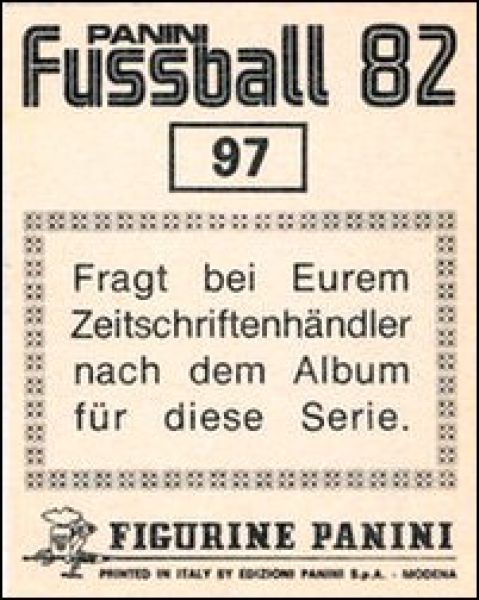 PANINI
Fussball 82
97
Fragt bei Eurem
Zeitschriftenhändler
nach dem Album
für diese Serie.
FIGURINE PANINI
PRINTED IN ITALY BY EDIZIONI PANINI S.p.A. - MODENA